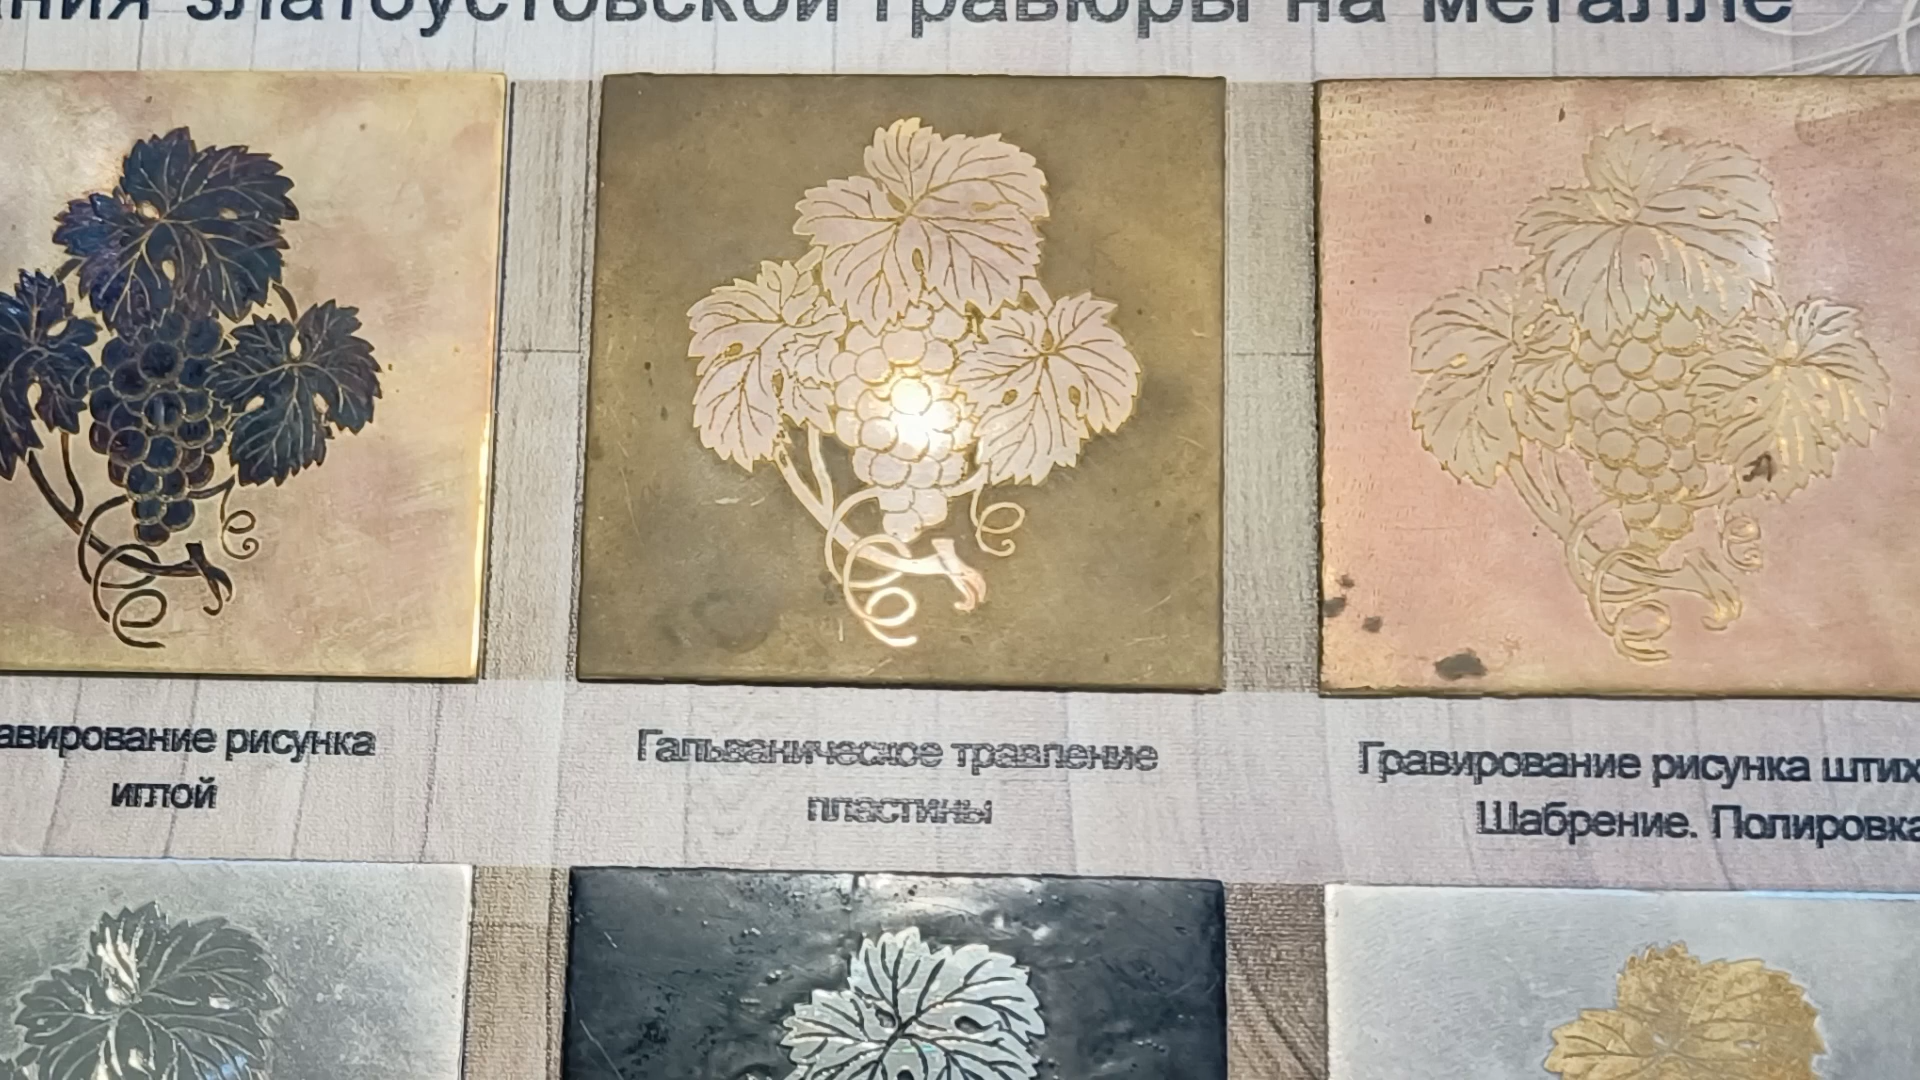 ния златоустовской гравюры на металле
авирование рисунка
иглой
Гальваническое травление
пластины
Гравирование рисунка штих
Шабрение. Полировка